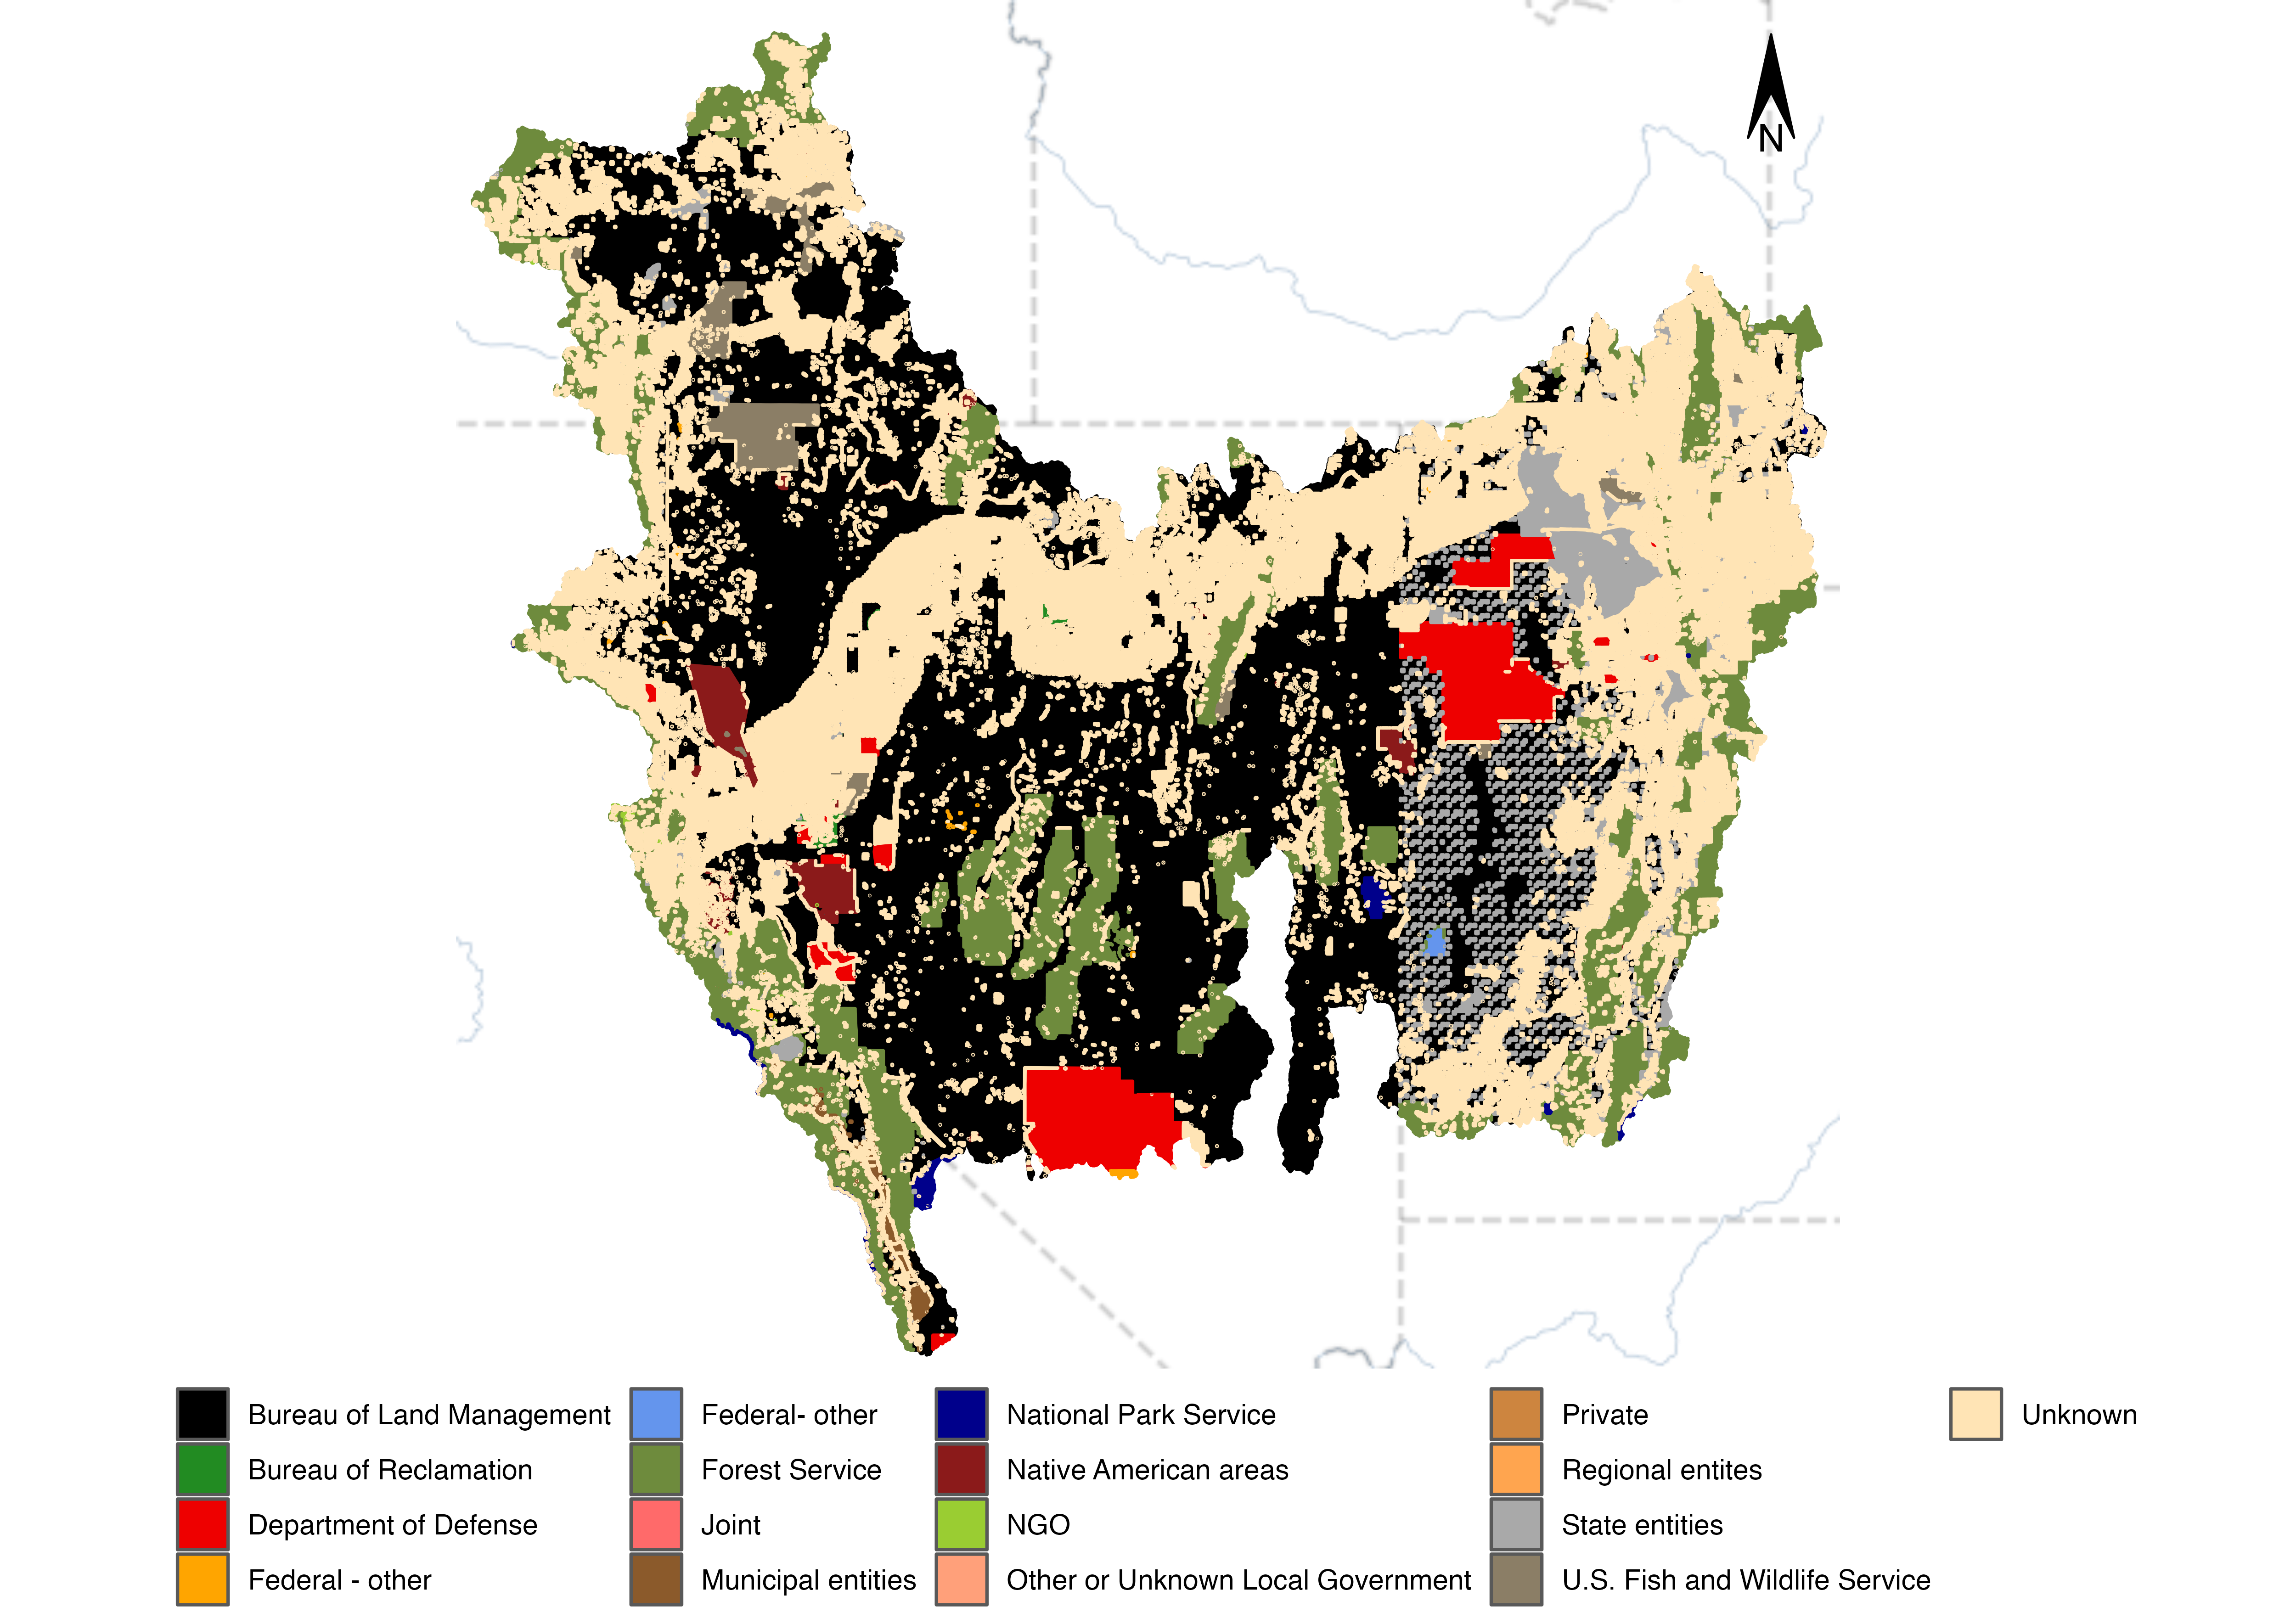 N
Bureau of Land Management
Federal- other
National Park Service
Private
Unknown
Bureau of Reclamation
Forest Service
Native American areas
Regional entites
Department of Defense
Joint
NGO
State entities
Federal - other
Municipal entities
Other or Unknown Local Government
U.S. Fish and Wildlife Service